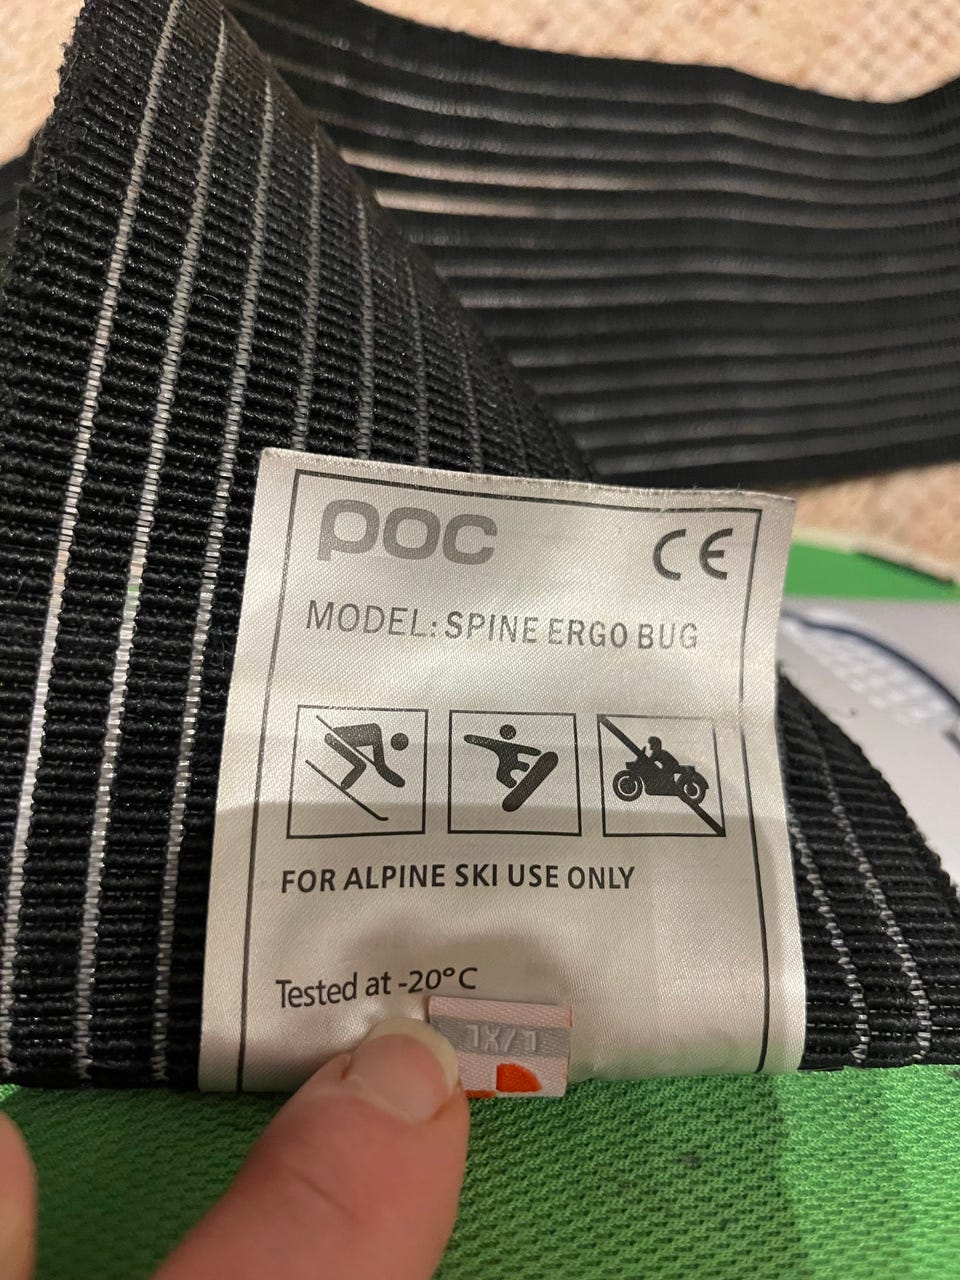 POC
CE
MODEL: SPINE ERGO BUG
FOR ALPINE SKI USE ONLY
Tested at -20°C